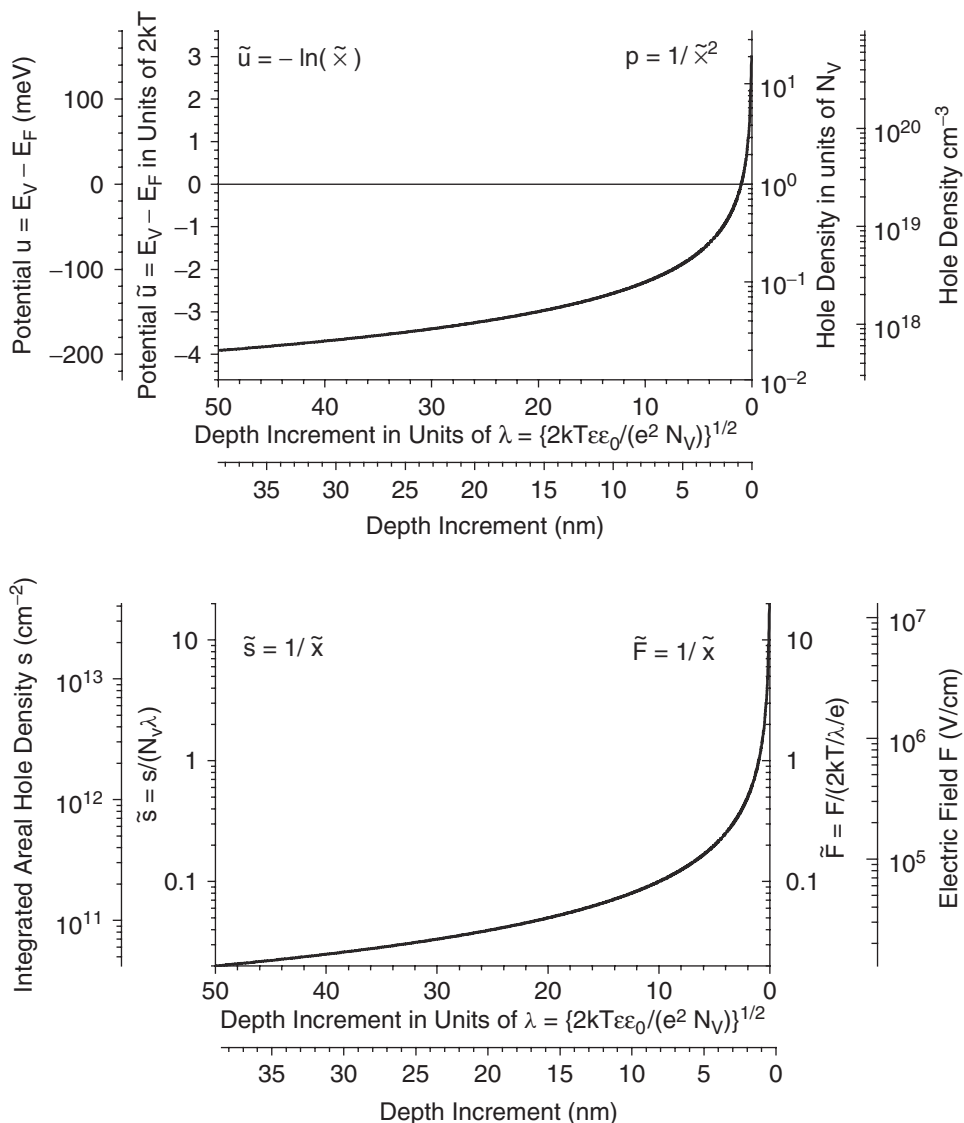 Potential u = E_V − E_F (meV)
100
0
−100
−200
Potential ũ = E_V − E_F in Units of 2kT
3
2
1
0
−1
−2
−3
−4
ũ = − ln( x̃ )
p = 1/ x̃²
10¹
10⁰
10⁻¹
10⁻²
Hole Density in units of N_V
10²⁰
10¹⁹
10¹⁸
Hole Density cm⁻³
50 40 30 20 10 0
Depth Increment in Units of λ = {2kTεε₀/(e² N_V)}^1/2
35 30 25 20 15 10 5 0
Depth Increment (nm)
Integrated Areal Hole Density s (cm⁻²)
10¹³
10¹²
10¹¹
s̃ = s/(N_vλ)
10
1
0.1
s̃ = 1/ x̃
F̃ = 1/ x̃
10
1
0.1
F̃ = F/(2kT/λ/e)
10⁷
10⁶
10⁵
Electric Field F (V/cm)
50 40 30 20 10 0
Depth Increment in Units of λ = {2kTεε₀/(e² N_V)}^1/2
35 30 25 20 15 10 5 0
Depth Increment (nm)